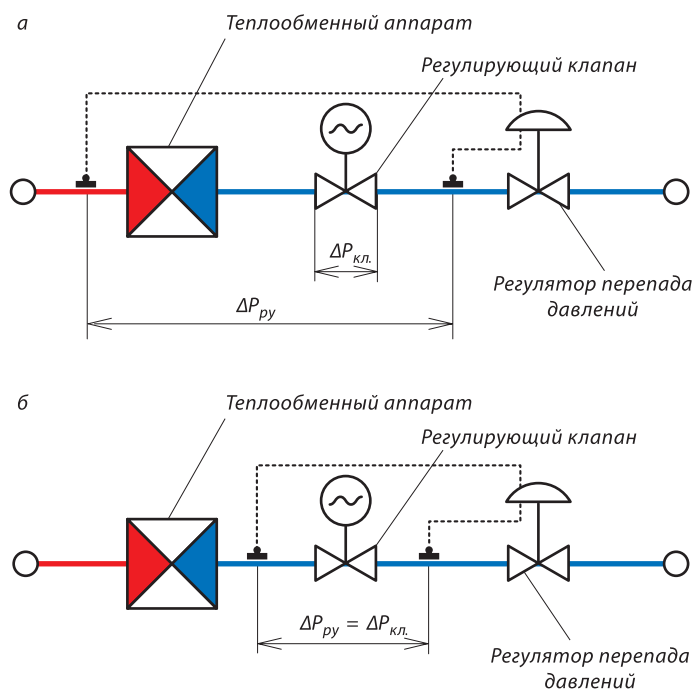 а
Теплообменный аппарат
Регулирующий клапан
ΔPкл.
Регулятор перепада
давлений
ΔPру
б
Теплообменный аппарат
Регулирующий клапан
ΔPру = ΔPкл.
Регулятор перепада
давлений